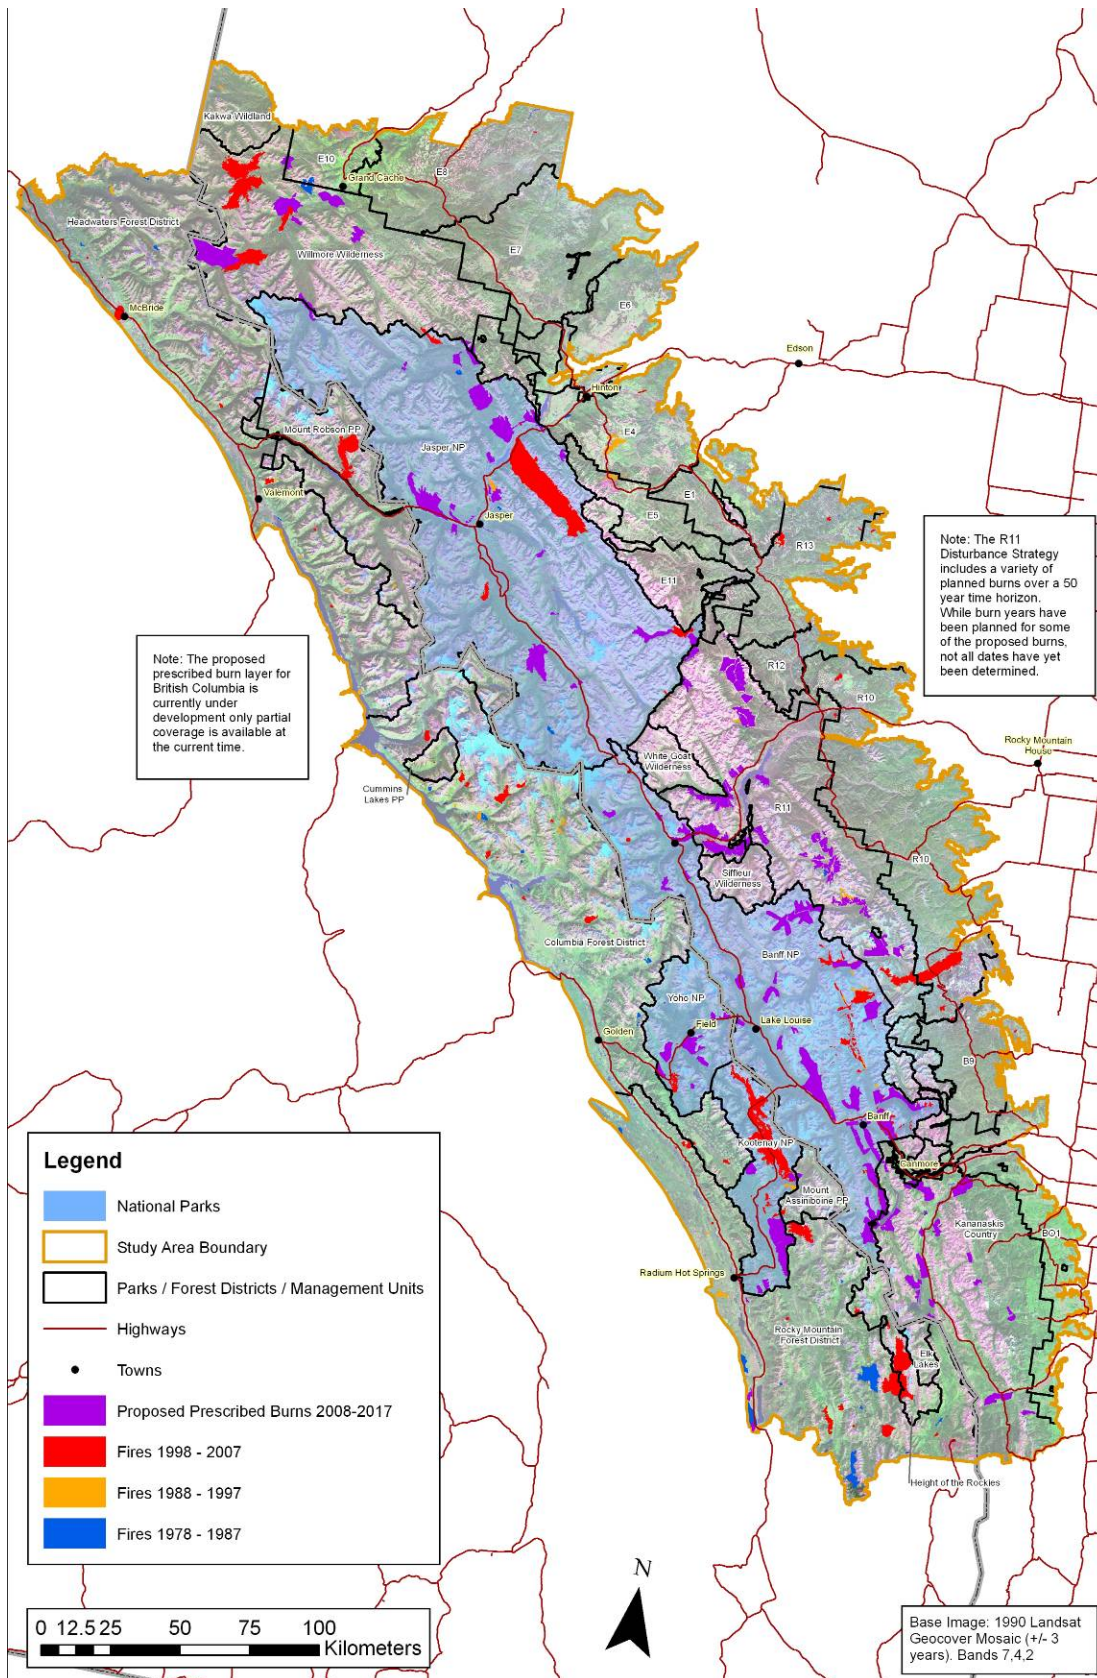 Kakwa Wildland
E10
Grand Cache
E8
Headwaters Forest District
Willmore Wilderness
E7
E6
McBride
Edson
Hinton
Mount Robson PP
Jasper NP
E4
Valemont
E1
E5
Jasper
R13
Note: The R11
Disturbance Strategy
includes a variety of
planned burns over a 50
year time horizon.
While burn years have
been planned for some
of the proposed burns,
not all dates have yet
been determined.
E11
Note: The proposed
prescribed burn layer for
British Columbia is
currently under
development only partial
coverage is available at
the current time.
R12
R10
Rocky Mountain
House
White Goat
Wilderness
Cummins
Lakes PP
R11
R10
Siffleur
Wilderness
Columbia Forest District
Banff NP
Yoho NP
Field
Lake Louise
Golden
B9
Banff
Kootenay NP
Canmore
Mount
Assiniboine PP
Kananaskis
Country
BO1
Radium Hot Springs
Rocky Mountain
Forest District
Elk
Lakes
Height of the Rockies
Legend
National Parks
Study Area Boundary
Parks / Forest Districts / Management Units
Highways
Towns
Proposed Prescribed Burns 2008-2017
Fires 1998 - 2007
Fires 1988 - 1997
Fires 1978 - 1987
N
0 12.5 25 50 75 100
Kilometers
Base Image: 1990 Landsat
Geocover Mosaic (+/- 3
years). Bands 7,4,2